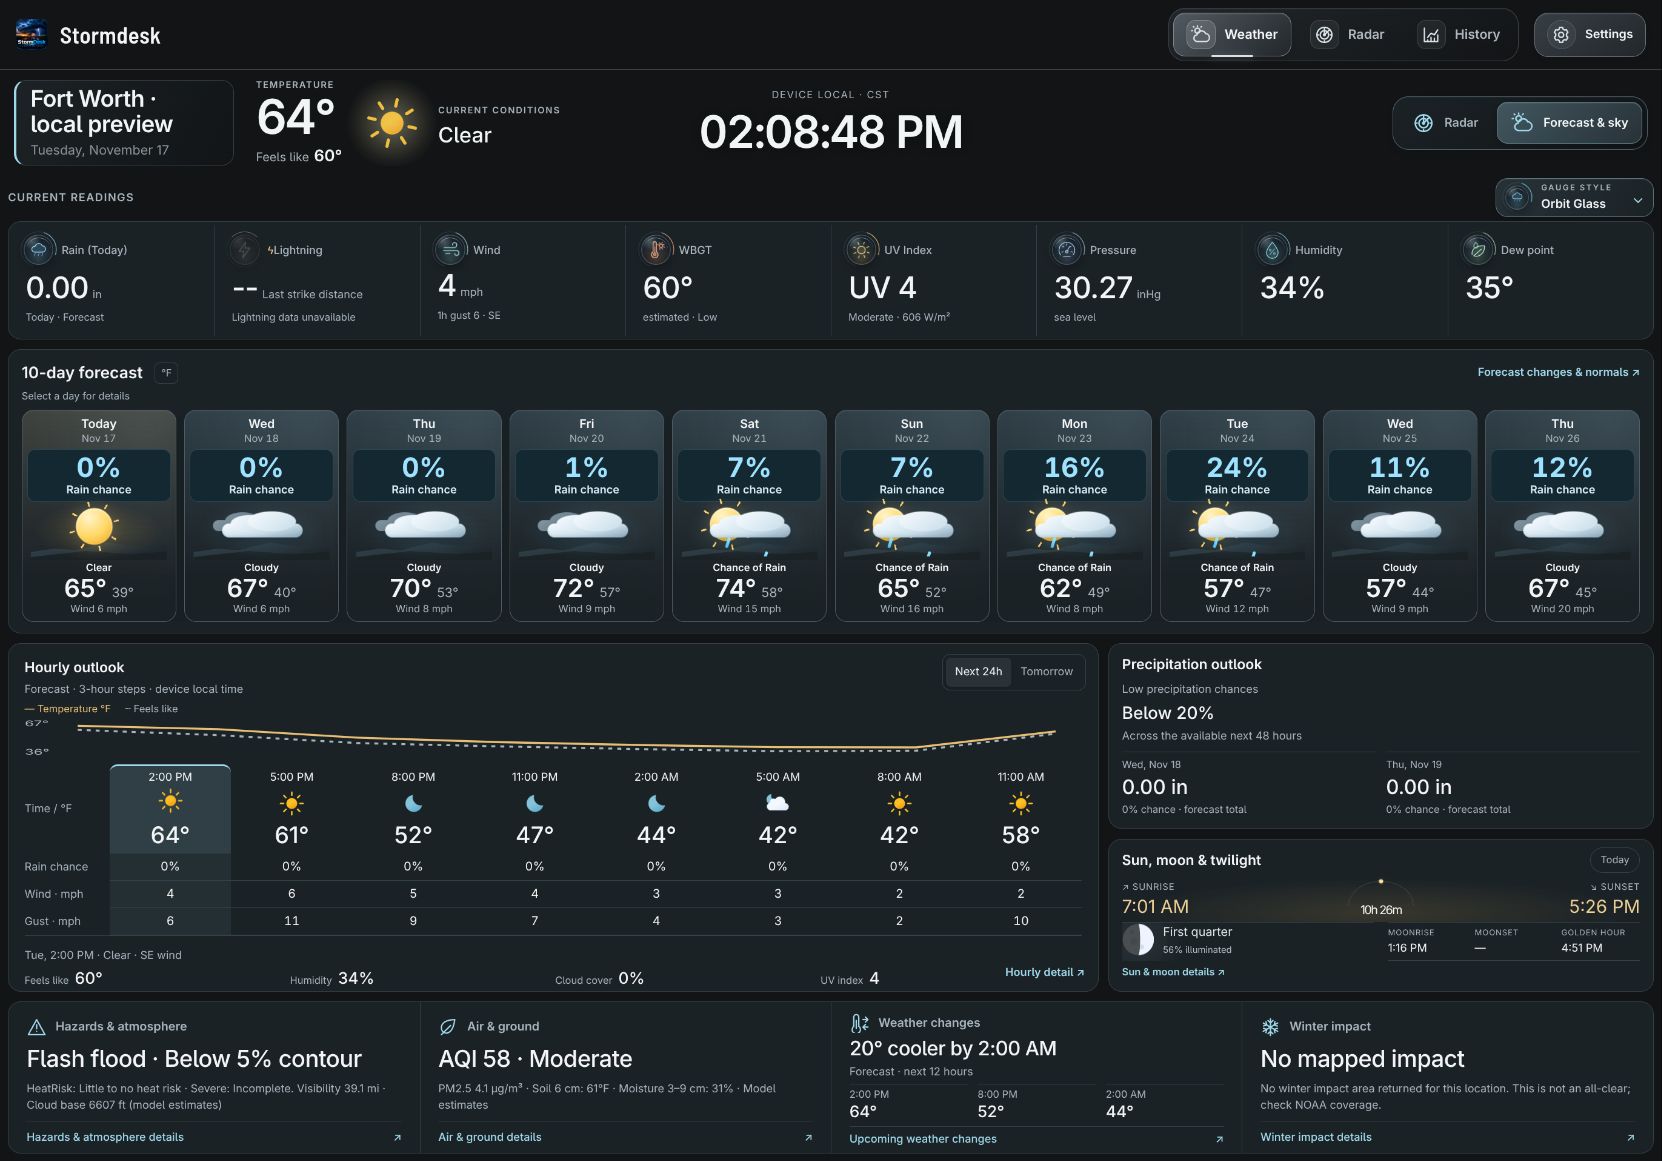 Stormdesk
Weather
Radar
History
Settings
Fort Worth ·
local preview
Tuesday, November 17
TEMPERATURE
64°
Feels like 60°
CURRENT CONDITIONS
Clear
DEVICE LOCAL · CST
02:08:48 PM
Radar
Forecast & sky
CURRENT READINGS
GAUGE STYLE
Orbit Glass
Rain (Today)
0.00 in
Today · Forecast
Lightning
-- Last strike distance
Lightning data unavailable
Wind
4 mph
1h gust 6 · SE
WBGT
60°
estimated · Low
UV Index
UV 4
Moderate · 606 W/m²
Pressure
30.27 inHg
sea level
Humidity
34%
Dew point
35°
10-day forecast °F
Forecast changes & normals ↗
Select a day for details
Today
Nov 17
0%
Rain chance
Clear
65° 39°
Wind 6 mph
Wed
Nov 18
0%
Rain chance
Cloudy
67° 40°
Wind 6 mph
Thu
Nov 19
0%
Rain chance
Cloudy
70° 53°
Wind 8 mph
Fri
Nov 20
1%
Rain chance
Cloudy
72° 57°
Wind 9 mph
Sat
Nov 21
7%
Rain chance
Chance of Rain
74° 58°
Wind 15 mph
Sun
Nov 22
7%
Rain chance
Chance of Rain
65° 52°
Wind 16 mph
Mon
Nov 23
16%
Rain chance
Chance of Rain
62° 49°
Wind 8 mph
Tue
Nov 24
24%
Rain chance
Chance of Rain
57° 47°
Wind 12 mph
Wed
Nov 25
11%
Rain chance
Cloudy
57° 44°
Wind 9 mph
Thu
Nov 26
12%
Rain chance
Cloudy
67° 45°
Wind 20 mph
Hourly outlook
Next 24h
Tomorrow
Forecast · 3-hour steps · device local time
— Temperature °F -- Feels like
67°
36°
2:00 PM 5:00 PM 8:00 PM 11:00 PM 2:00 AM 5:00 AM 8:00 AM 11:00 AM
Time / °F
64° 61° 52° 47° 44° 42° 42° 58°
Rain chance 0% 0% 0% 0% 0% 0% 0% 0%
Wind · mph 4 6 5 4 3 3 2 2
Gust · mph 6 11 9 7 4 3 2 10
Tue, 2:00 PM · Clear · SE wind
Feels like 60° Humidity 34% Cloud cover 0% UV index 4
Hourly detail ↗
Precipitation outlook
Low precipitation chances
Below 20%
Across the available next 48 hours
Wed, Nov 18
0.00 in
0% chance · forecast total
Thu, Nov 19
0.00 in
0% chance · forecast total
Sun, moon & twilight
Today
↗ SUNRISE
7:01 AM
10h 26m
↘ SUNSET
5:26 PM
First quarter
56% illuminated
MOONRISE
1:16 PM
MOONSET
—
GOLDEN HOUR
4:51 PM
Sun & moon details ↗
Hazards & atmosphere
Flash flood · Below 5% contour
HeatRisk: Little to no heat risk · Severe: Incomplete. Visibility 39.1 mi ·
Cloud base 6607 ft (model estimates)
Hazards & atmosphere details ↗
Air & ground
AQI 58 · Moderate
PM2.5 4.1 µg/m³ · Soil 6 cm: 61°F · Moisture 3–9 cm: 31% · Model
estimates
Air & ground details ↗
Weather changes
20° cooler by 2:00 AM
Forecast · next 12 hours
2:00 PM 8:00 PM 2:00 AM
64° 52° 44°
Upcoming weather changes ↗
Winter impact
No mapped impact
No winter impact area returned for this location. This is not an all-clear;
check NOAA coverage.
Winter impact details ↗